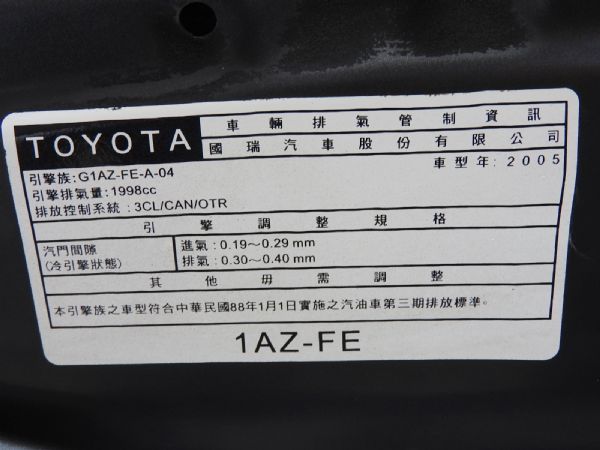 TOYOTA
車輛排氣管制資訊
國瑞汽車股份有限公司
引擎族:G1AZ-FE-A-04
車型年:2005
引擎排氣量:1998cc
排放控制系統:3CL/CAN/OTR
引擎調整規格
汽門間隙
(冷引擎狀態)
進氣:0.19～0.29 mm
排氣:0.30～0.40 mm
其他毋需調整
本引擎族之車型符合中華民國88年1月1日實施之汽油車第三期排放標準。
1AZ-FE